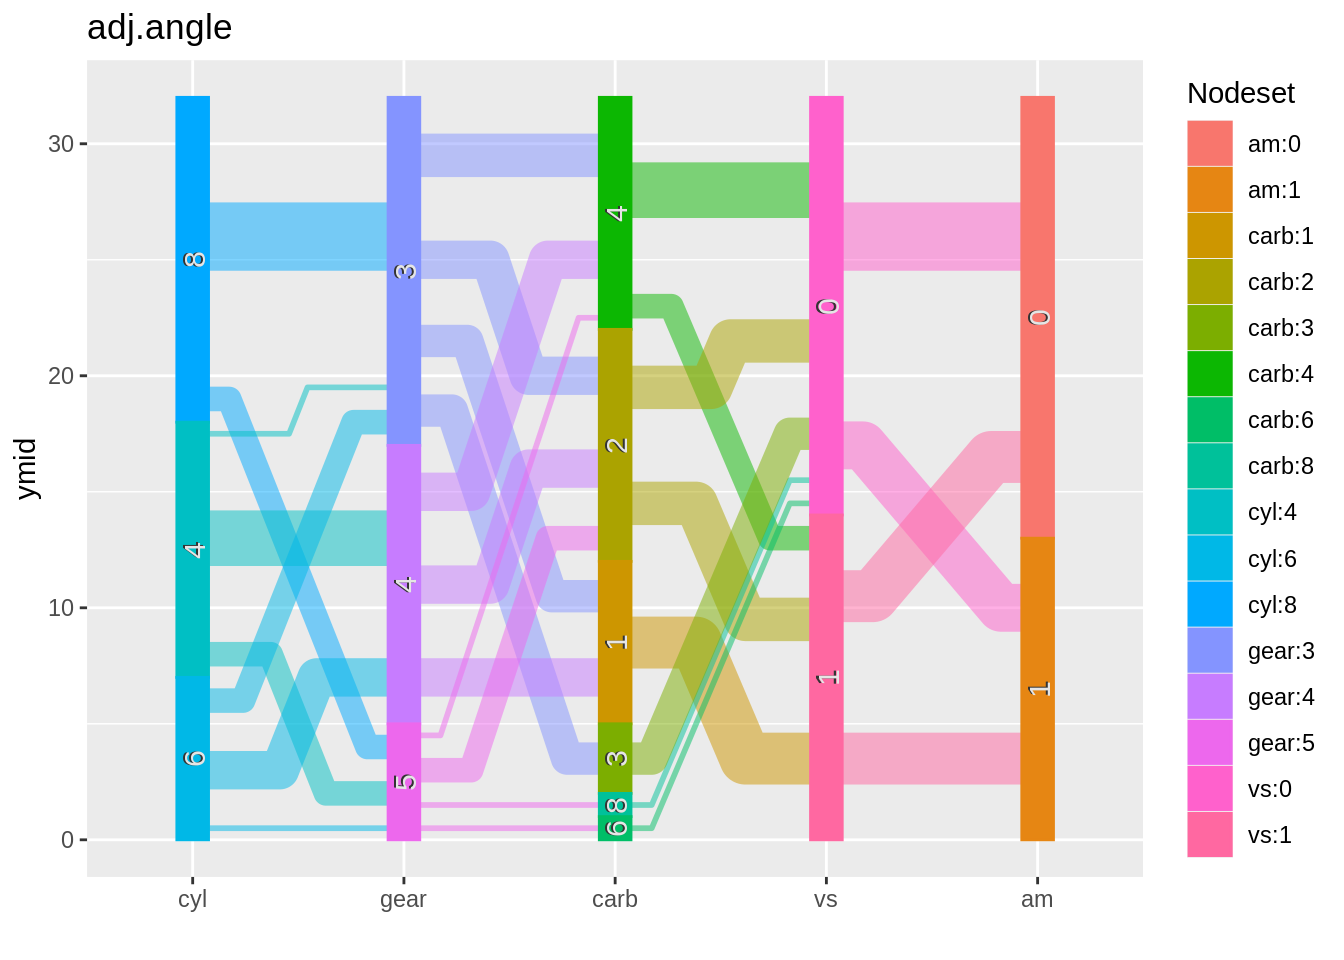 adj.angle
ymid
30
20
10
0
8
4
6
3
4
5
4
2
1
3
8
6
0
1
0
1
cyl
gear
carb
vs
am
Nodeset
am:0
am:1
carb:1
carb:2
carb:3
carb:4
carb:6
carb:8
cyl:4
cyl:6
cyl:8
gear:3
gear:4
gear:5
vs:0
vs:1